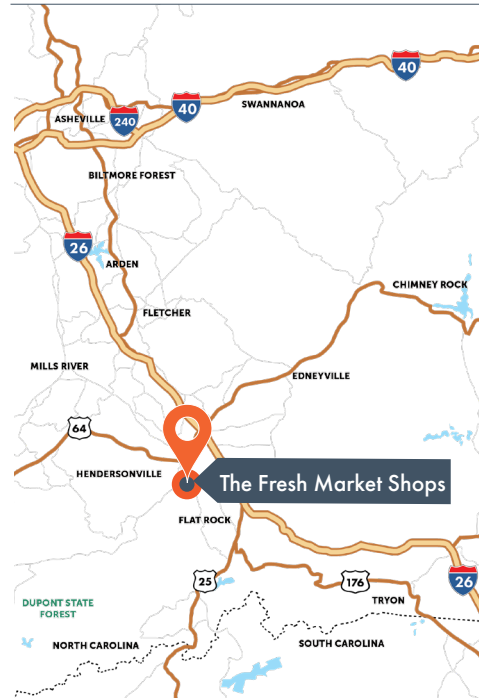 40
40
SWANNANOA
ASHEVILLE
240
BILTMORE FOREST
26
ARDEN
CHIMNEY ROCK
FLETCHER
MILLS RIVER
EDNEYVILLE
64
HENDERSONVILLE
The Fresh Market Shops
FLAT ROCK
25
176
26
DUPONT STATE
FOREST
TRYON
NORTH CAROLINA
SOUTH CAROLINA